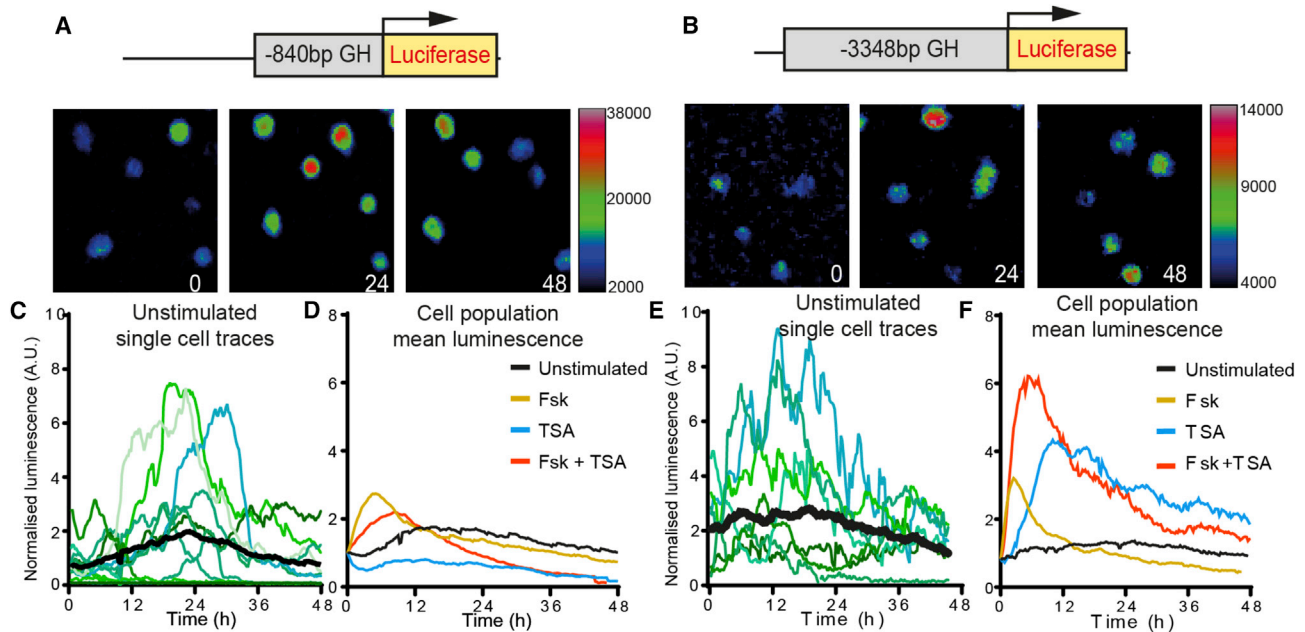 A
-840bp GH
Luciferase
B
-3348bp GH
Luciferase
0
24
48
38000
20000
2000
0
24
48
14000
9000
4000
C
Unstimulated
single cell traces
Normalised luminescence (A.U.)
10
8
6
4
2
0
0
12
24
36
48
Time (h)
D
Cell population
mean luminescence
8
6
4
2
0
Unstimulated
Fsk
TSA
Fsk + TSA
0
12
24
36
48
Time (h)
E
Unstimulated
single cell traces
Normalised luminescence (A.U.)
10
8
6
4
2
0
0
12
24
36
48
Time (h)
F
Cell population
mean luminescence
8
6
4
2
0
Unstimulated
Fsk
TSA
Fsk+TSA
0
12
24
36
48
Time (h)